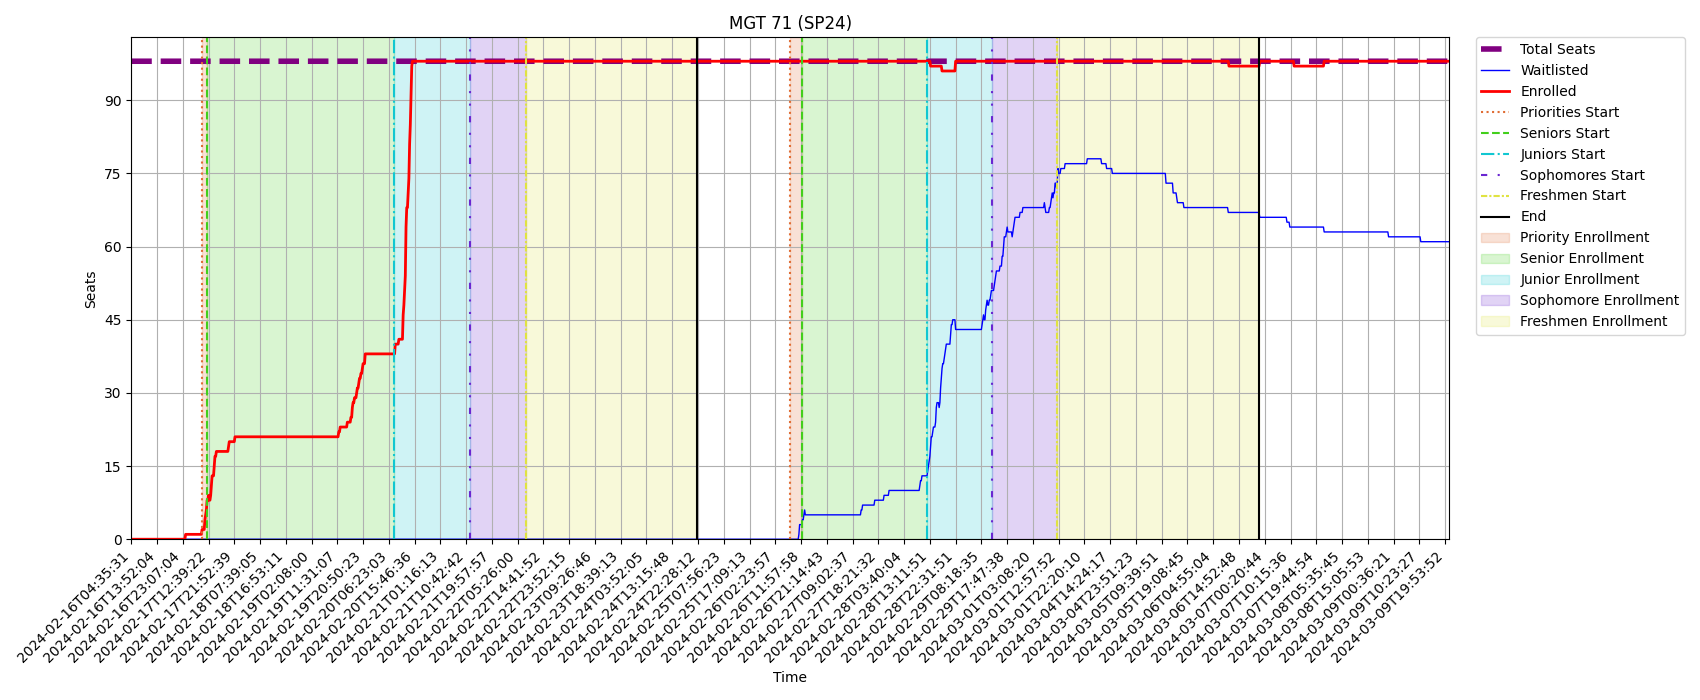 MGT 71 (SP24)
Total Seats
Waitlisted
Enrolled
Priorities Start
Seniors Start
Juniors Start
Sophomores Start
Freshmen Start
End
Priority Enrollment
Senior Enrollment
Junior Enrollment
Sophomore Enrollment
Freshmen Enrollment
Seats
90
75
60
45
30
15
0
2024-02-16T04:35:31
2024-02-16T13:52:04
2024-02-16T23:07:04
2024-02-17T12:39:22
2024-02-17T21:52:39
2024-02-18T07:39:05
2024-02-18T16:53:11
2024-02-19T02:08:00
2024-02-19T11:31:07
2024-02-19T20:50:23
2024-02-20T06:23:03
2024-02-20T15:46:36
2024-02-21T01:16:13
2024-02-21T10:42:42
2024-02-21T19:57:57
2024-02-22T05:26:00
2024-02-22T14:41:52
2024-02-22T23:52:15
2024-02-23T09:26:46
2024-02-23T18:39:13
2024-02-24T03:52:05
2024-02-24T13:15:48
2024-02-24T22:28:12
2024-02-25T07:56:23
2024-02-25T17:09:13
2024-02-26T02:23:57
2024-02-26T11:57:58
2024-02-26T21:14:43
2024-02-27T09:02:37
2024-02-27T18:21:32
2024-02-28T03:40:04
2024-02-28T13:11:51
2024-02-28T22:31:51
2024-02-29T08:18:35
2024-02-29T17:47:38
2024-03-01T03:08:20
2024-03-01T12:57:52
2024-03-01T22:20:10
2024-03-04T14:24:17
2024-03-04T23:51:23
2024-03-05T09:39:51
2024-03-05T19:08:45
2024-03-06T04:55:04
2024-03-06T14:52:48
2024-03-07T00:20:44
2024-03-07T10:15:36
2024-03-07T19:44:54
2024-03-08T05:35:45
2024-03-08T15:05:53
2024-03-09T00:36:21
2024-03-09T10:23:27
2024-03-09T19:53:52
Time